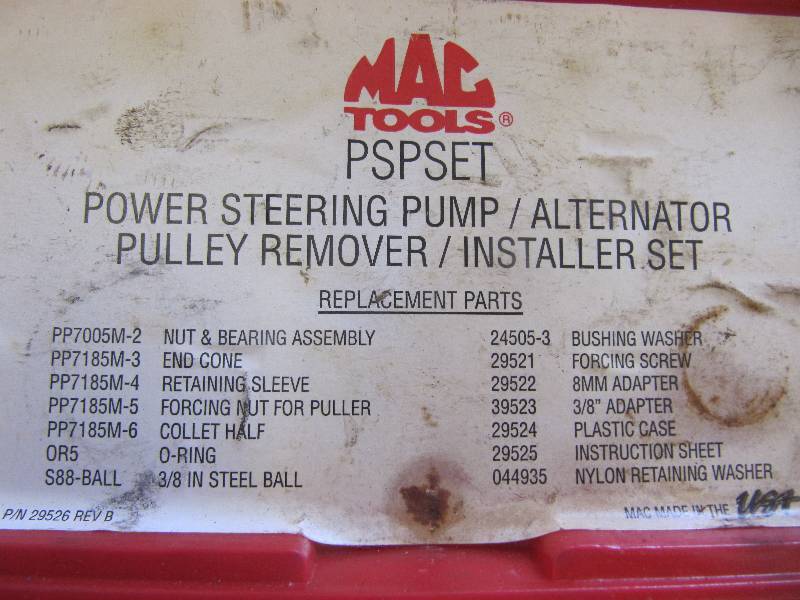 MAC
TOOLS®
PSPSET
POWER STEERING PUMP / ALTERNATOR
PULLEY REMOVER / INSTALLER SET
REPLACEMENT PARTS
PP7005M-2 NUT & BEARING ASSEMBLY
PP7185M-3 END CONE
PP7185M-4 RETAINING SLEEVE
PP7185M-5 FORCING NUT FOR PULLER
PP7185M-6 COLLET HALF
OR5 O-RING
S88-BALL 3/8 IN STEEL BALL
24505-3 BUSHING WASHER
29521 FORCING SCREW
29522 8MM ADAPTER
39523 3/8" ADAPTER
29524 PLASTIC CASE
29525 INSTRUCTION SHEET
044935 NYLON RETAINING WASHER
P/N 29526 REV B
MAC MADE IN THE USA